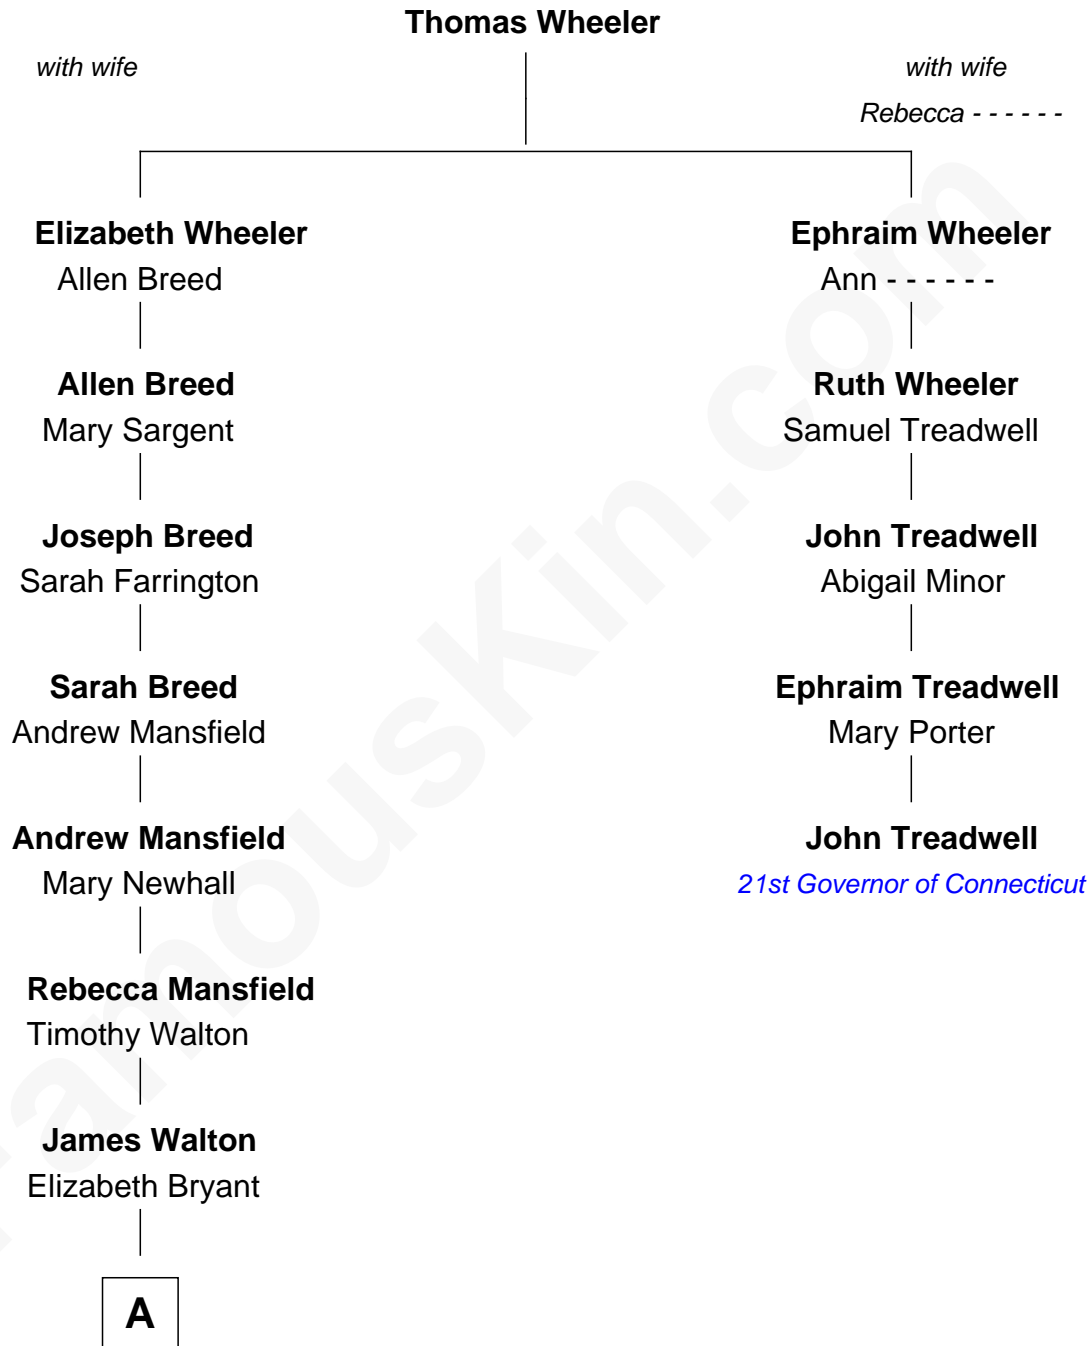 Thomas Wheeler
with wife
with wife
Rebecca - - - - - -
Elizabeth Wheeler
Allen Breed
Ephraim Wheeler
Ann - - - - - -
Allen Breed
Mary Sargent
Ruth Wheeler
Samuel Treadwell
Joseph Breed
Sarah Farrington
John Treadwell
Abigail Minor
Sarah Breed
Andrew Mansfield
Ephraim Treadwell
Mary Porter
Andrew Mansfield
Mary Newhall
John Treadwell
21st Governor of Connecticut
Rebecca Mansfield
Timothy Walton
James Walton
Elizabeth Bryant
A
FamousKin.com